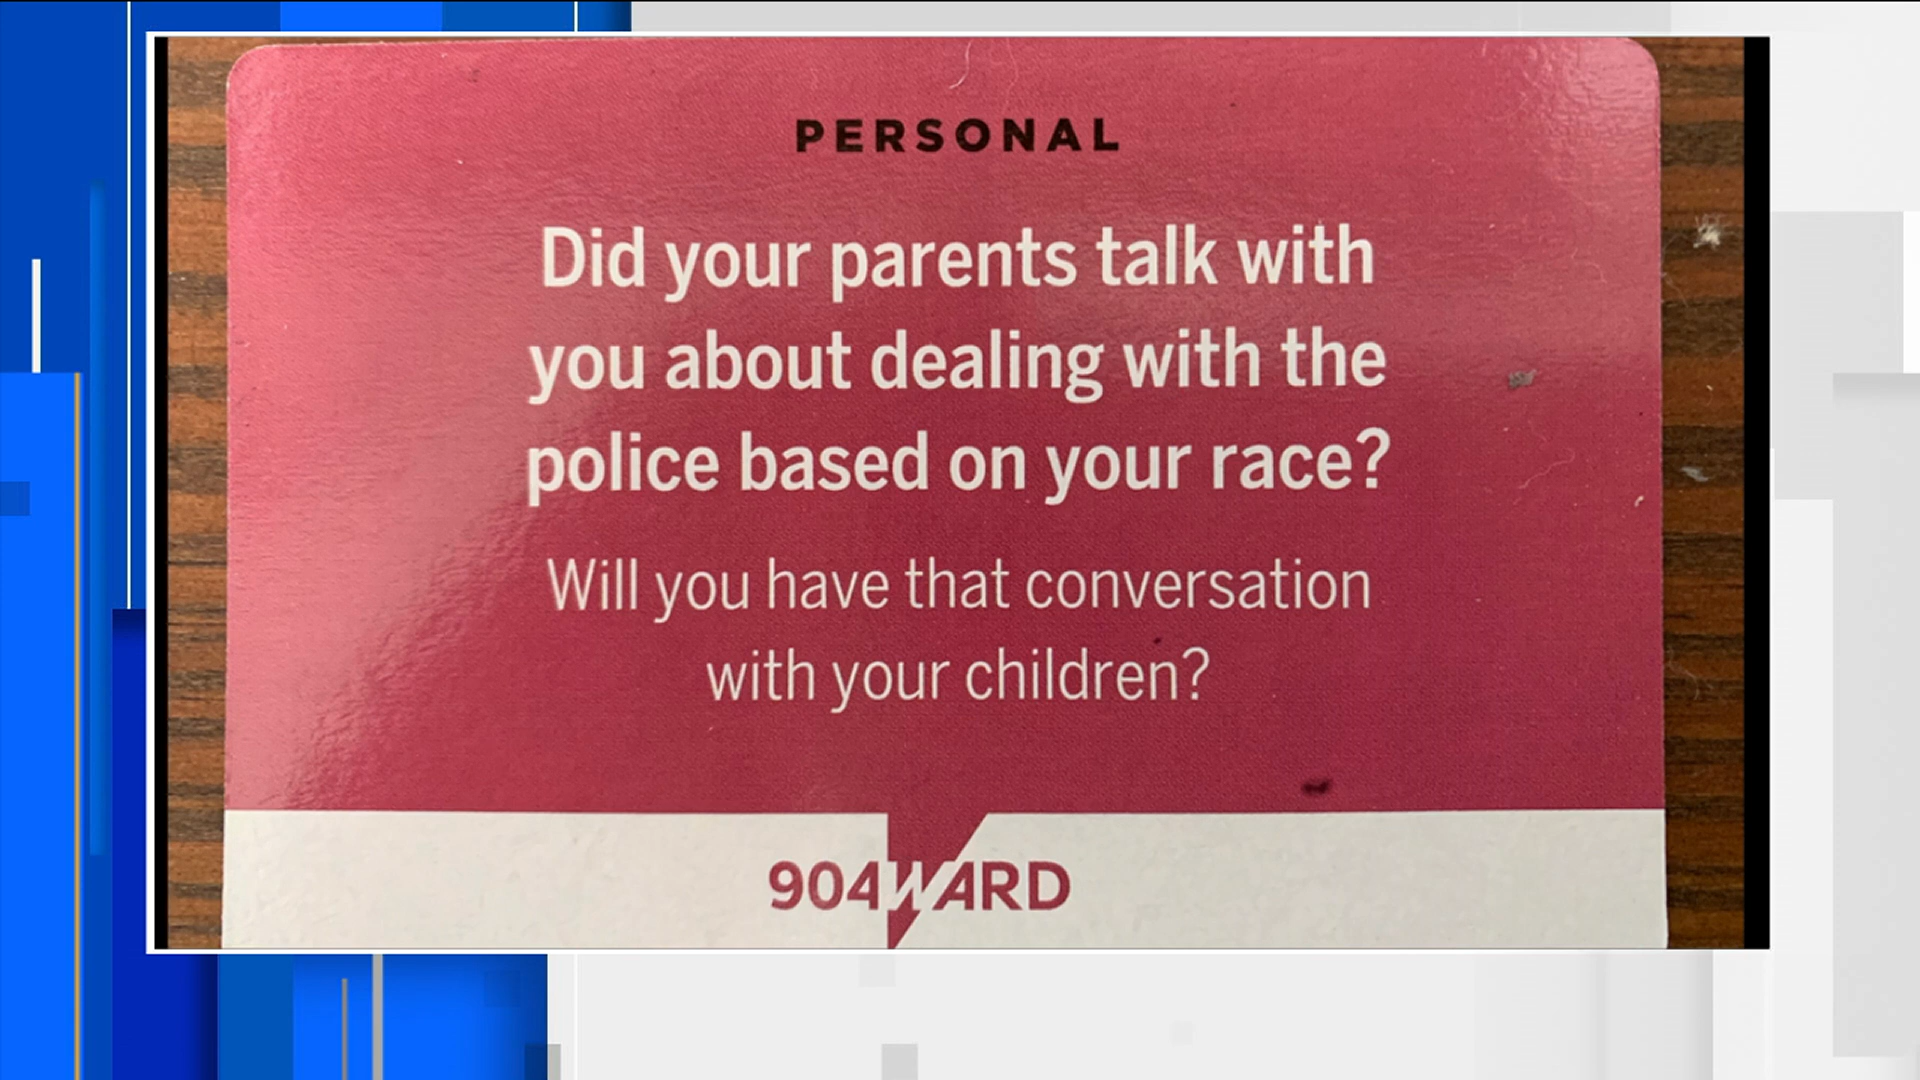 PERSONAL
Did your parents talk with
you about dealing with the
police based on your race?
Will you have that conversation
with your children?
904WARD